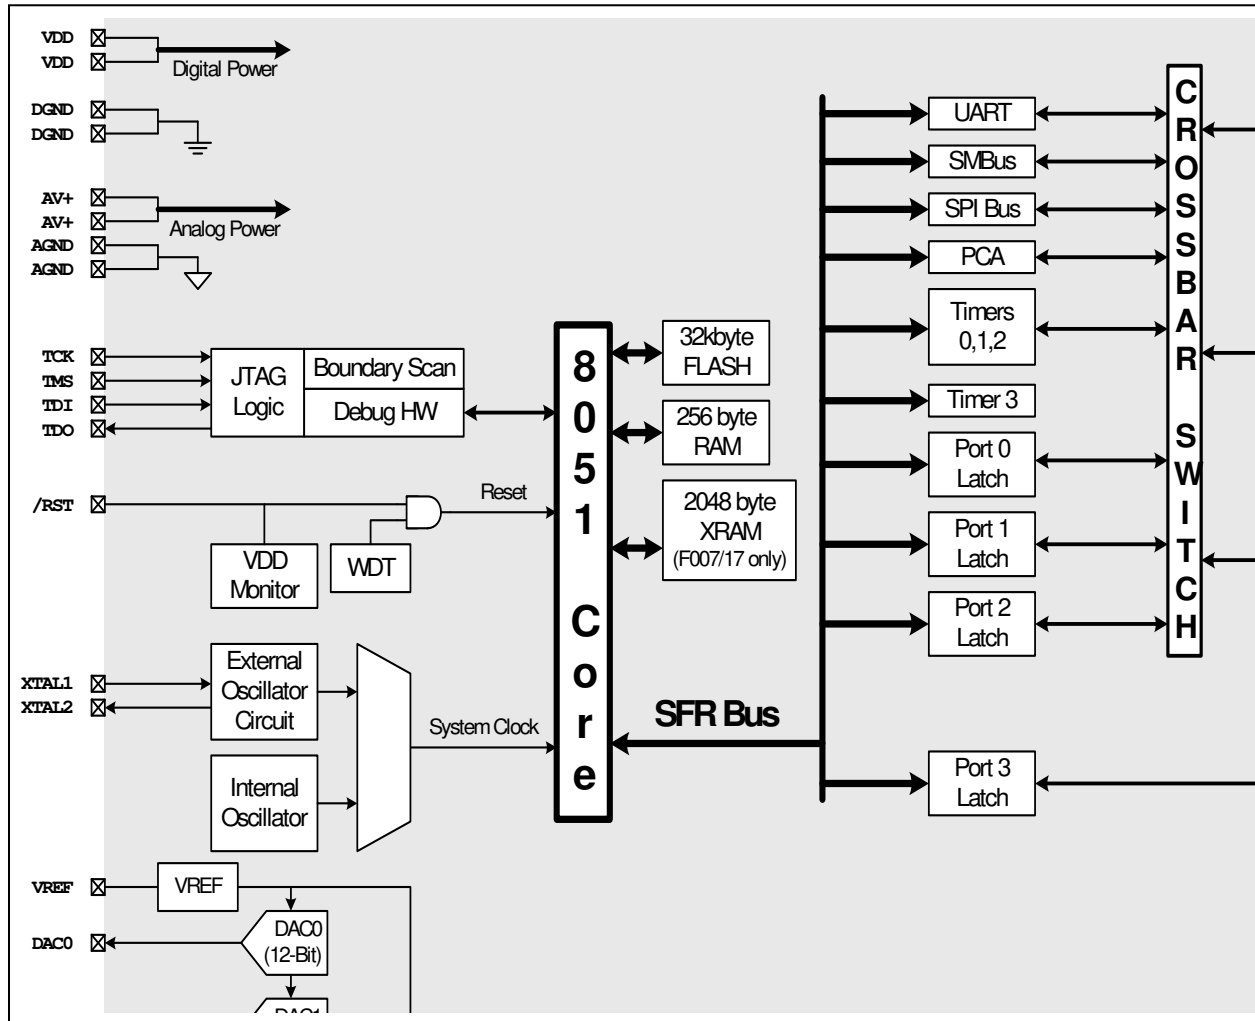 VDD
VDD
Digital Power
DGND
DGND
AV+
AV+
Analog Power
AGND
AGND
TCK
TMS
TDI
TDO
JTAG
Logic
Boundary Scan
Debug HW
/RST
Reset
VDD
Monitor
WDT
XTAL1
XTAL2
External
Oscillator
Circuit
System Clock
Internal
Oscillator
VREF
VREF
DAC0
DAC0
(12-Bit)
DAC1
8051 Core
32kbyte
FLASH
256 byte
RAM
2048 byte
XRAM
(F007/17 only)
SFR Bus
UART
SMBus
SPI Bus
PCA
Timers
0,1,2
Timer 3
Port 0
Latch
Port 1
Latch
Port 2
Latch
Port 3
Latch
CROSSBAR SWITCH